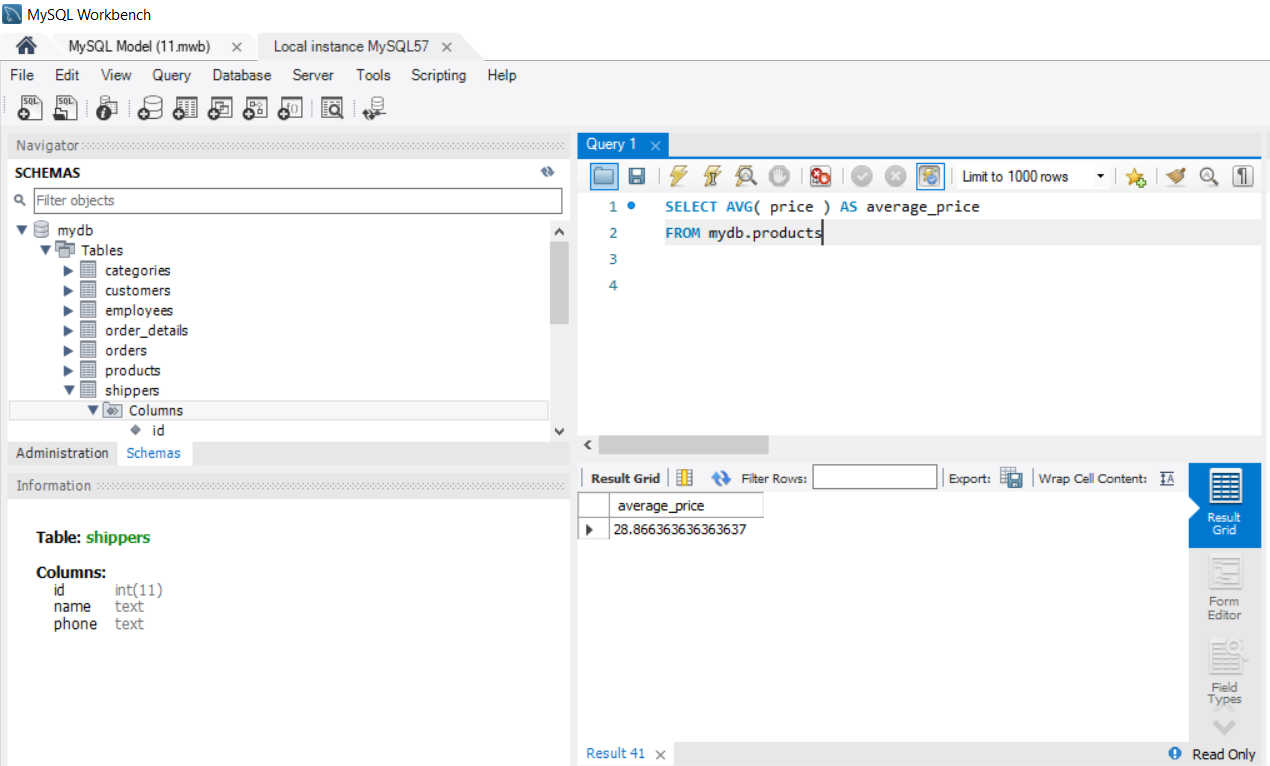 MySQL Workbench
MySQL Model (11.mwb) ×
Local instance MySQL57 ×
File Edit View Query Database Server Tools Scripting Help
Navigator
SCHEMAS
Filter objects
mydb
Tables
categories
customers
employees
order_details
orders
products
shippers
Columns
id
Administration Schemas
Information
Table: shippers
Columns:
id int(11)
name text
phone text
Query 1 ×
Limit to 1000 rows
1 SELECT AVG( price ) AS average_price
2 FROM mydb.products
3
4
Result Grid Filter Rows: Export: Wrap Cell Content:
average_price
28.866363636363637
Result
Grid
Form
Editor
Field
Types
Result 41 ×
Read Only